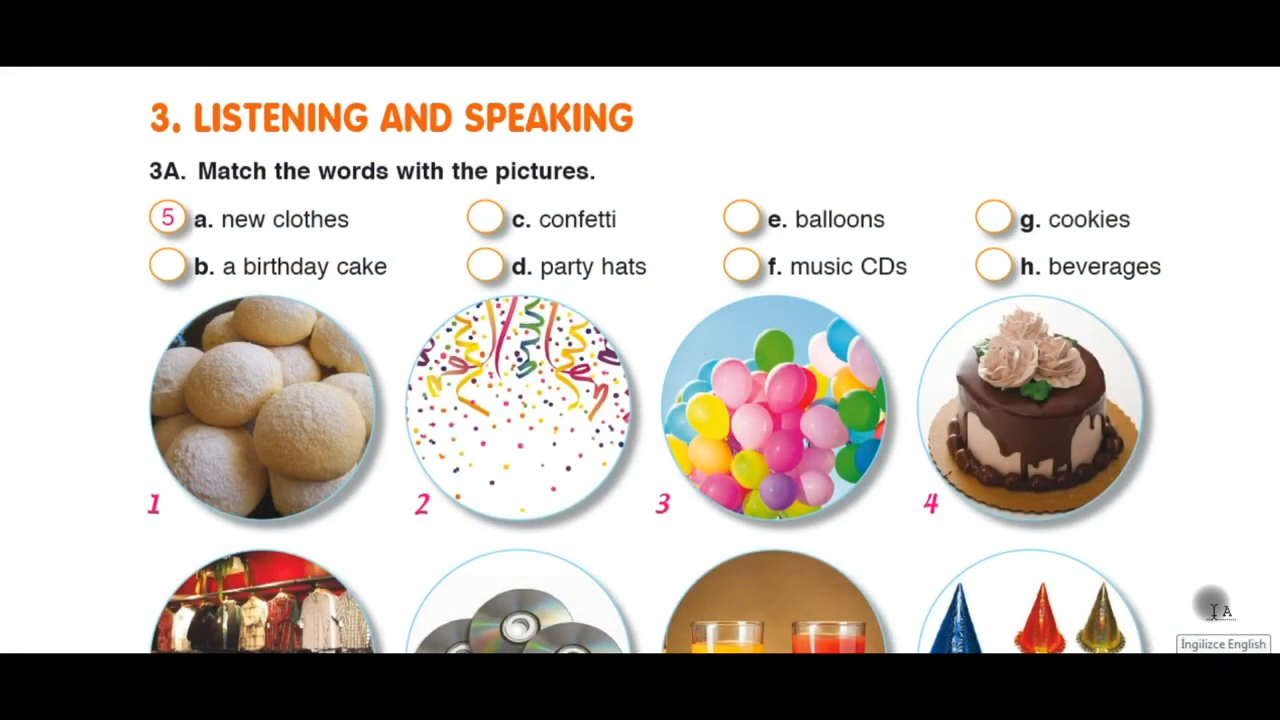 3. LISTENING AND SPEAKING
3A. Match the words with the pictures.
5 a. new clothes c. confetti e. balloons g. cookies
b. a birthday cake d. party hats f. music CDs h. beverages
1 2 3 4
A
İngilizce English